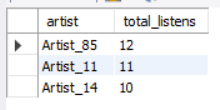 artist total_listens
Artist_85 12
Artist_11 11
Artist_14 10